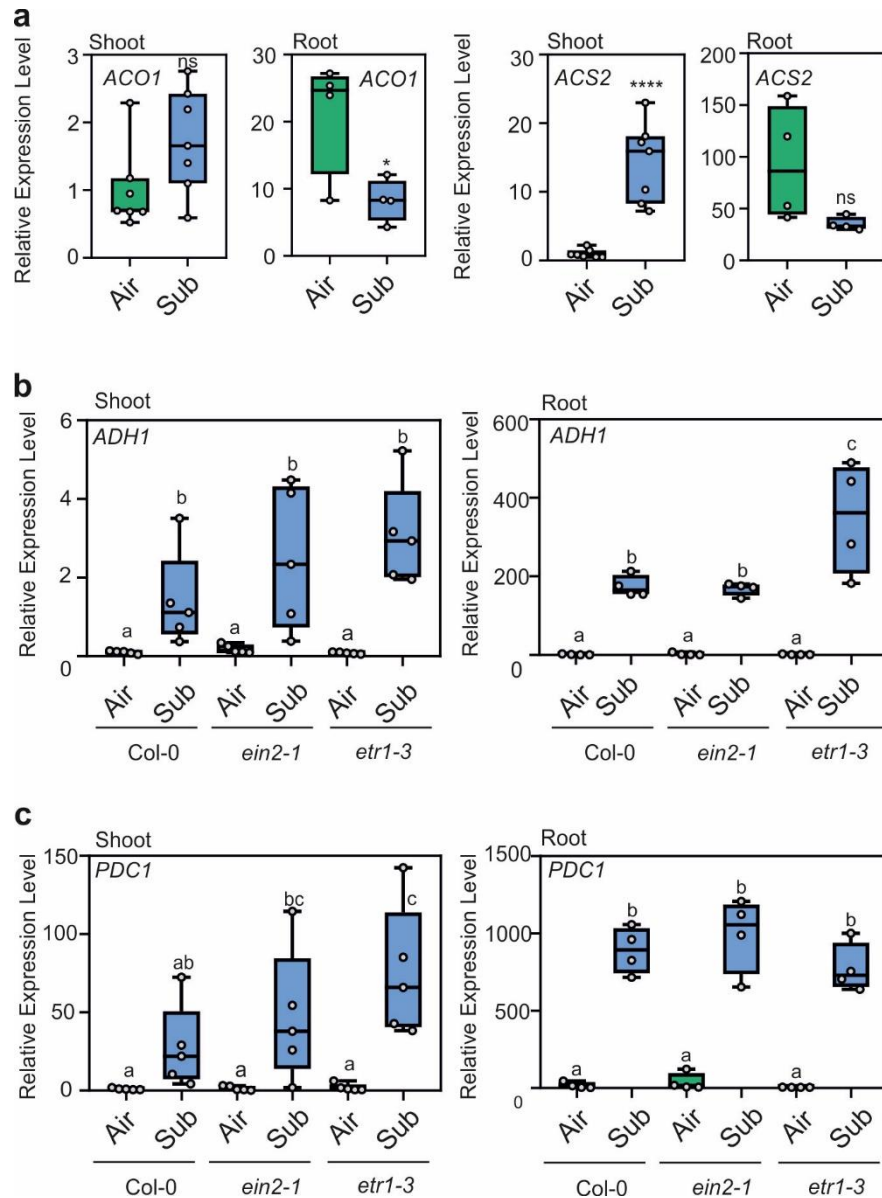 a
Shoot
Root
Shoot
Root
Relative Expression Level
3
2
1
0
ACO1
ns
Air
Sub
30
20
10
0
ACO1
*
Air
Sub
Relative Expression Level
30
20
10
0
ACS2
****
Air
Sub
200
150
100
50
0
ACS2
ns
Air
Sub
b
Shoot
Relative Expression Level
6
4
2
0
ADH1
a
b
a
b
a
b
Air
Sub
Air
Sub
Air
Sub
Col-0
ein2-1
etr1-3
Root
Relative Expression Level
600
400
200
0
ADH1
a
b
a
b
a
c
Air
Sub
Air
Sub
Air
Sub
Col-0
ein2-1
etr1-3
c
Shoot
Relative Expression Level
150
100
50
0
PDC1
a
ab
a
bc
a
c
Air
Sub
Air
Sub
Air
Sub
Col-0
ein2-1
etr1-3
Root
Relative Expression Level
1500
1000
500
0
PDC1
a
b
a
b
a
b
Air
Sub
Air
Sub
Air
Sub
Col-0
ein2-1
etr1-3